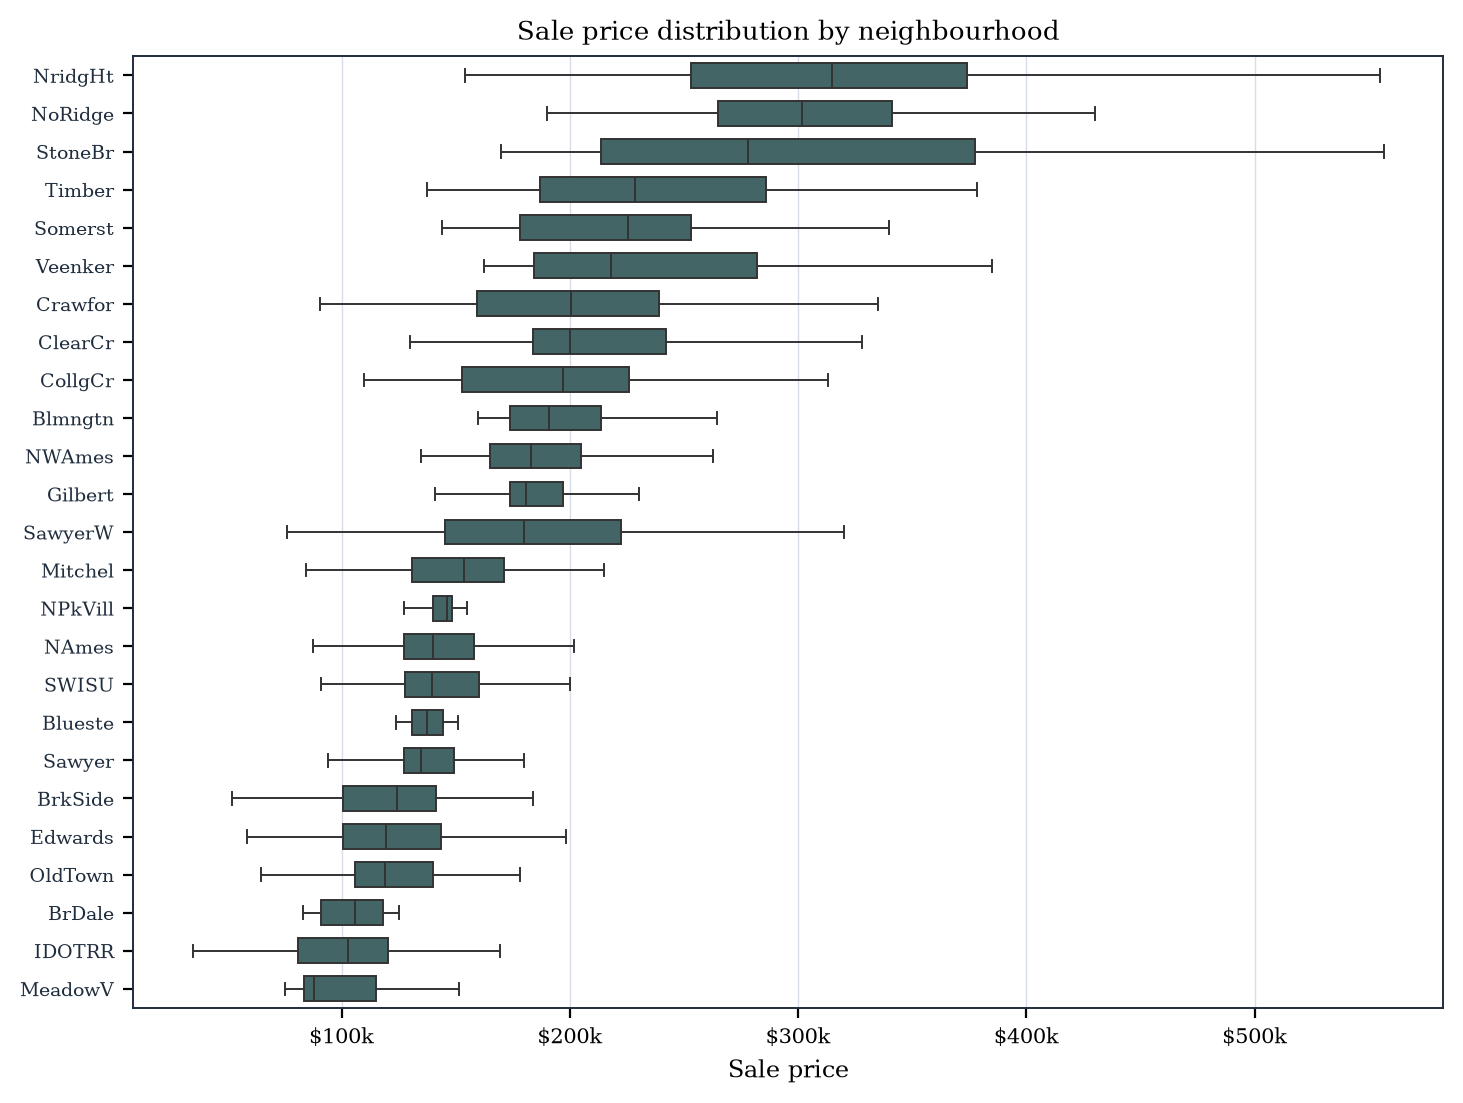 Sale price distribution by neighbourhood
NridgHt
NoRidge
StoneBr
Timber
Somerst
Veenker
Crawfor
ClearCr
CollgCr
Blmngtn
NWAmes
Gilbert
SawyerW
Mitchel
NPkVill
NAmes
SWISU
Blueste
Sawyer
BrkSide
Edwards
OldTown
BrDale
IDOTRR
MeadowV
$100k $200k $300k $400k $500k
Sale price